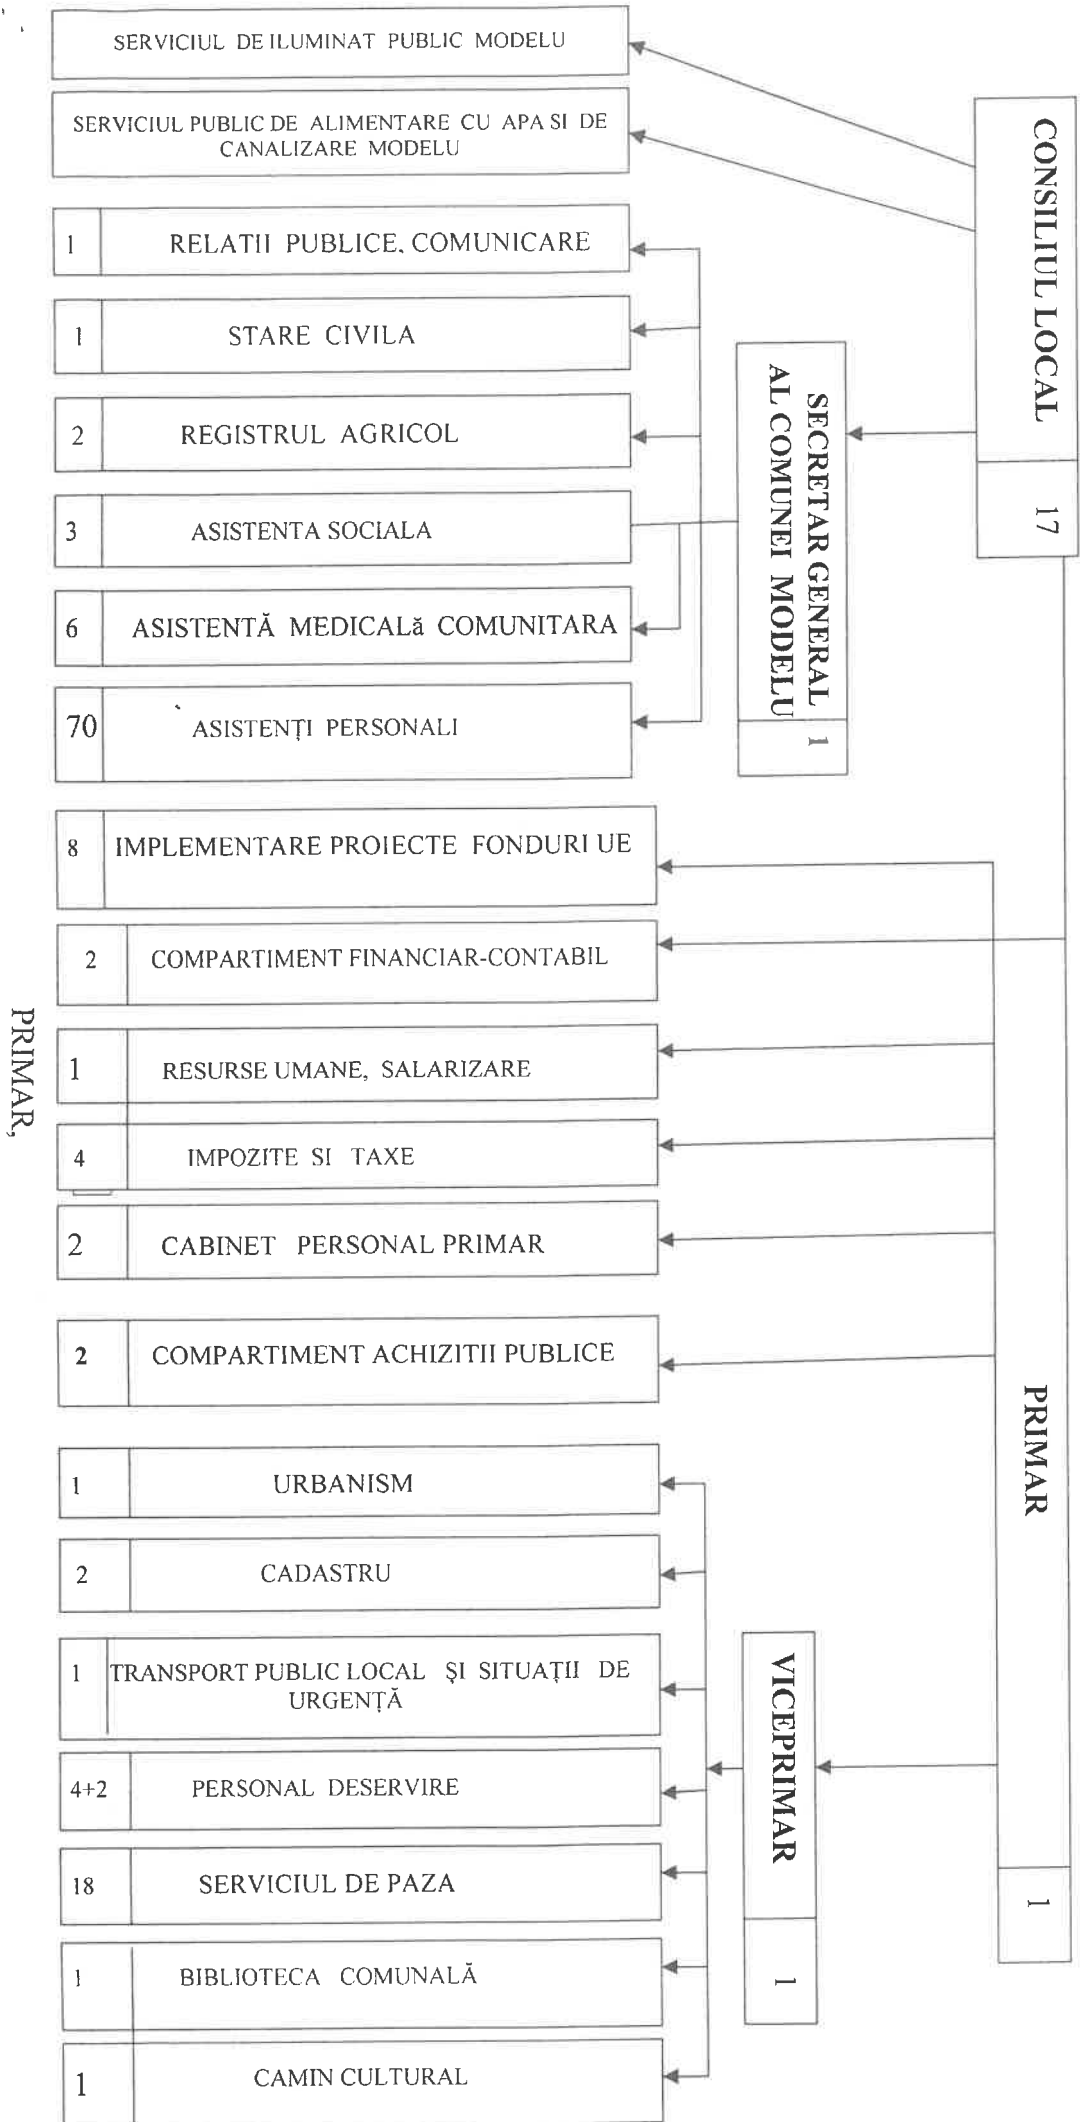 CONSILIUL LOCAL
17
SERVICIUL DE ILUMINAT PUBLIC MODELU
SERVICIUL PUBLIC DE ALIMENTARE CU APA SI DE
CANALIZARE MODELU
SECRETAR GENERAL
AL COMUNEI MODELU
1
1
RELATII PUBLICE, COMUNICARE
1
STARE CIVILA
2
REGISTRUL AGRICOL
3
ASISTENTA SOCIALA
6
ASISTENTĂ MEDICALă COMUNITARA
70
ASISTENȚI PERSONALI
PRIMAR
1
8
IMPLEMENTARE PROIECTE FONDURI UE
2
COMPARTIMENT FINANCIAR-CONTABIL
1
RESURSE UMANE, SALARIZARE
4
IMPOZITE SI TAXE
2
CABINET PERSONAL PRIMAR
2
COMPARTIMENT ACHIZITII PUBLICE
VICEPRIMAR
1
1
URBANISM
2
CADASTRU
1
TRANSPORT PUBLIC LOCAL ȘI SITUAȚII DE
URGENȚĂ
4+2
PERSONAL DESERVIRE
18
SERVICIUL DE PAZA
1
BIBLIOTECA COMUNALĂ
1
CAMIN CULTURAL
PRIMAR,